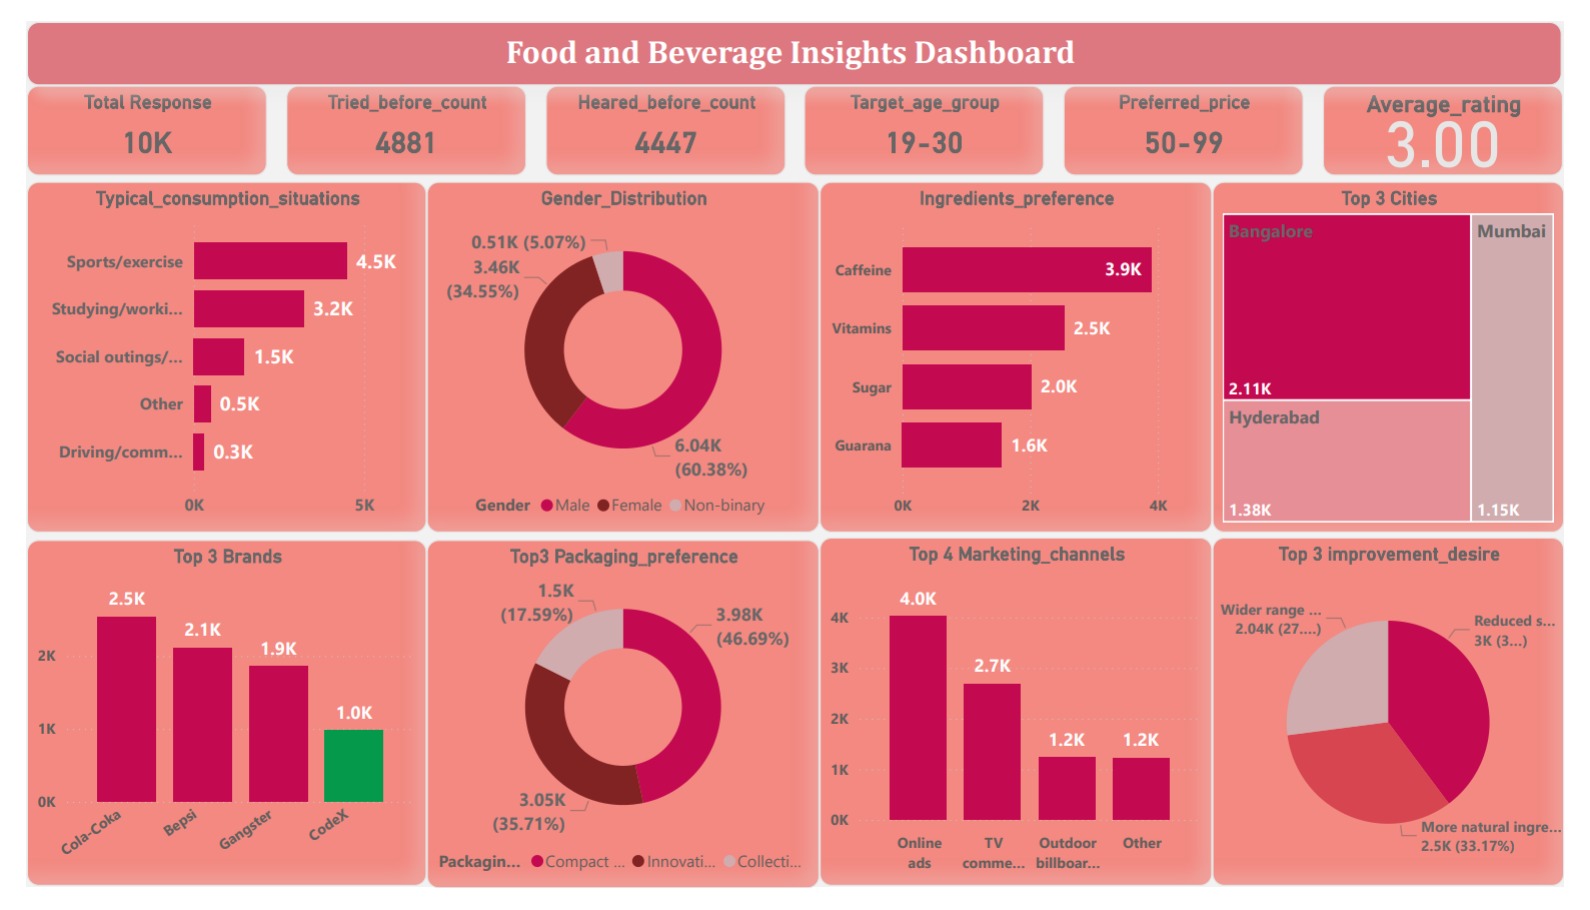 Food and Beverage Insights Dashboard
Total Response
10K
Tried_before_count
4881
Heared_before_count
4447
Target_age_group
19-30
Preferred_price
50-99
Average_rating
3.00
Typical_consumption_situations
Sports/exercise
4.5K
Studying/worki...
3.2K
Social outings/...
1.5K
Other
0.5K
Driving/comm...
0.3K
0K
5K
Gender_Distribution
0.51K (5.07%)
3.46K
(34.55%)
6.04K
(60.38%)
Gender Male Female Non-binary
Ingredients_preference
Caffeine
3.9K
Vitamins
2.5K
Sugar
2.0K
Guarana
1.6K
0K
2K
4K
Top 3 Cities
Bangalore
2.11K
Mumbai
1.15K
Hyderabad
1.38K
Top 3 Brands
2.5K
2.1K
1.9K
1.0K
2K
1K
0K
Cola-Coka
Bepsi
Gangster
CodeX
Top3 Packaging_preference
1.5K
(17.59%)
3.98K
(46.69%)
3.05K
(35.71%)
Packagin... Compact ... Innovati... Collecti...
Top 4 Marketing_channels
4.0K
2.7K
1.2K
1.2K
4K
3K
2K
1K
0K
Online
ads
TV
comme...
Outdoor
billboar...
Other
Top 3 improvement_desire
Wider range ...
2.04K (27....)
Reduced s...
3K (3...)
More natural ingre...
2.5K (33.17%)